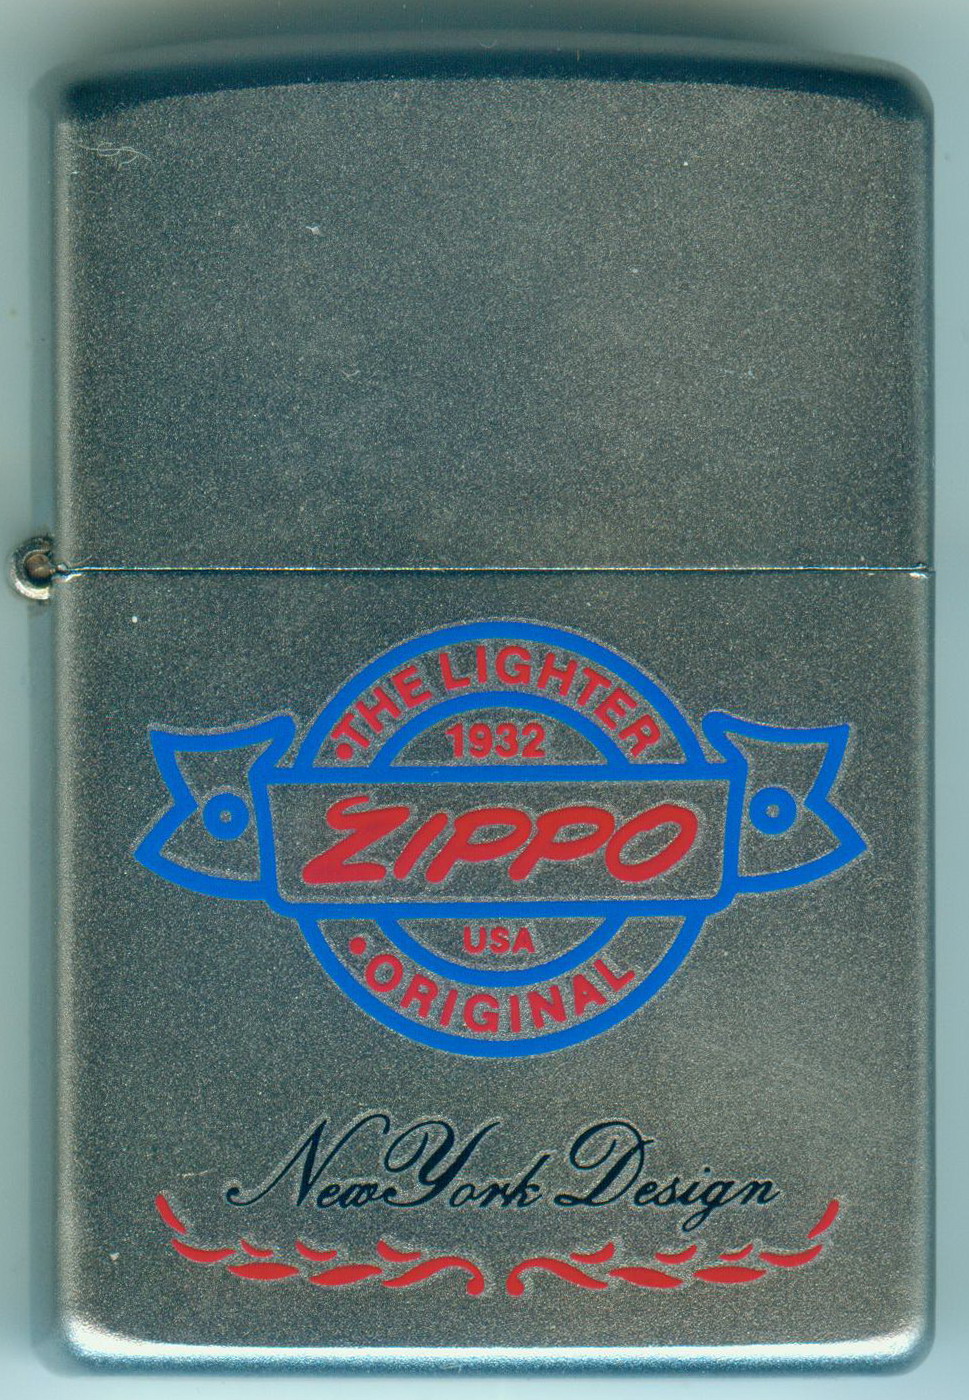 •THE LIGHTER
1932
ZIPPO
USA
•ORIGINAL
New York Design